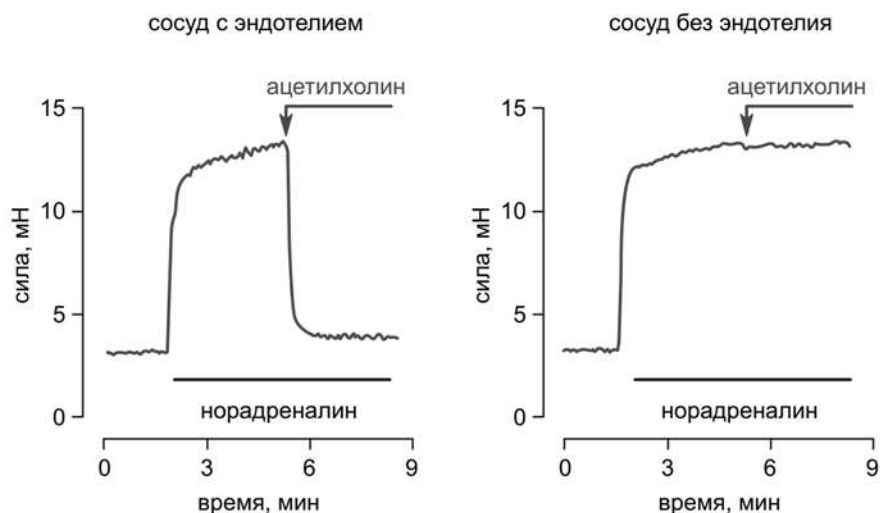 сосуд с эндотелием
ацетилхолин
15
10
5
0
сила, мН
норадреналин
0 3 6 9
время, мин
сосуд без эндотелия
ацетилхолин
15
10
5
0
сила, мН
норадреналин
0 3 6 9
время, мин